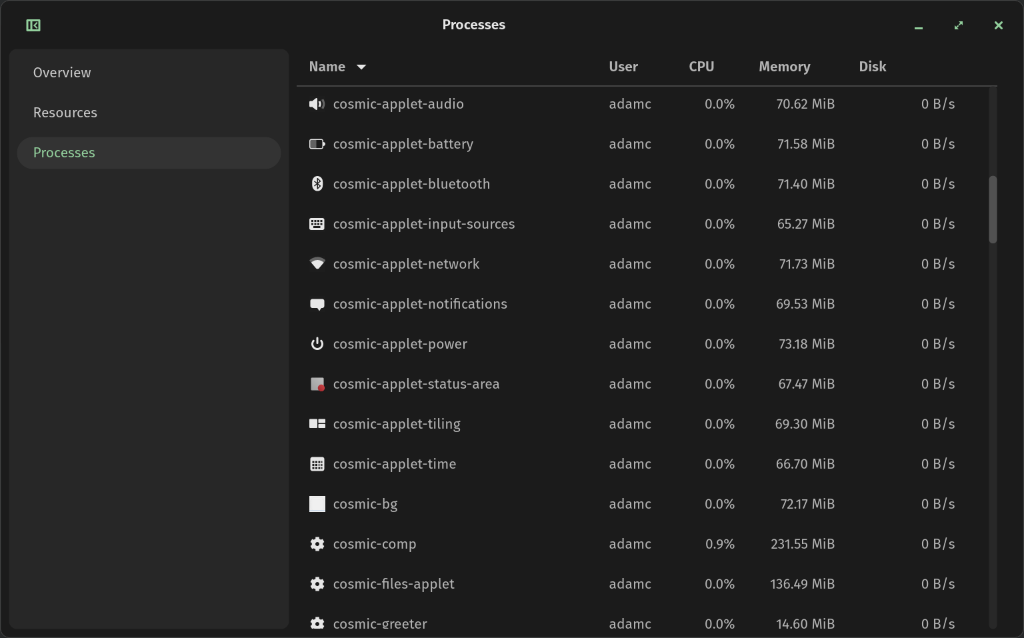 Processes
Overview
Resources
Processes
Name User CPU Memory Disk
cosmic-applet-audio adamc 0.0% 70.62 MiB 0 B/s
cosmic-applet-battery adamc 0.0% 71.58 MiB 0 B/s
cosmic-applet-bluetooth adamc 0.0% 71.40 MiB 0 B/s
cosmic-applet-input-sources adamc 0.0% 65.27 MiB 0 B/s
cosmic-applet-network adamc 0.0% 71.73 MiB 0 B/s
cosmic-applet-notifications adamc 0.0% 69.53 MiB 0 B/s
cosmic-applet-power adamc 0.0% 73.18 MiB 0 B/s
cosmic-applet-status-area adamc 0.0% 67.47 MiB 0 B/s
cosmic-applet-tiling adamc 0.0% 69.30 MiB 0 B/s
cosmic-applet-time adamc 0.0% 66.70 MiB 0 B/s
cosmic-bg adamc 0.0% 72.17 MiB 0 B/s
cosmic-comp adamc 0.9% 231.55 MiB 0 B/s
cosmic-files-applet adamc 0.0% 136.49 MiB 0 B/s
cosmic-greeter adamc 0.0% 14.60 MiB 0 B/s